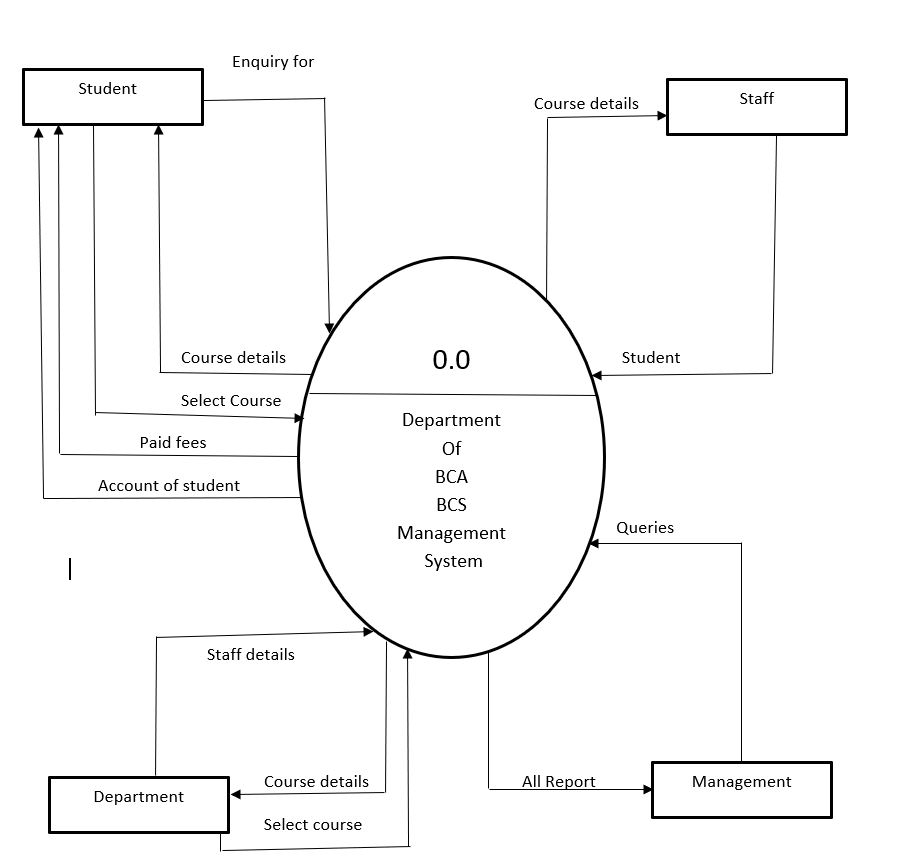 Enquiry for
Student
Staff
Course details
0.0
Course details
Student
Select Course
Department
Of
BCA
BCS
Management
System
Paid fees
Account of student
Queries
Staff details
Course details
All Report
Management
Department
Select course